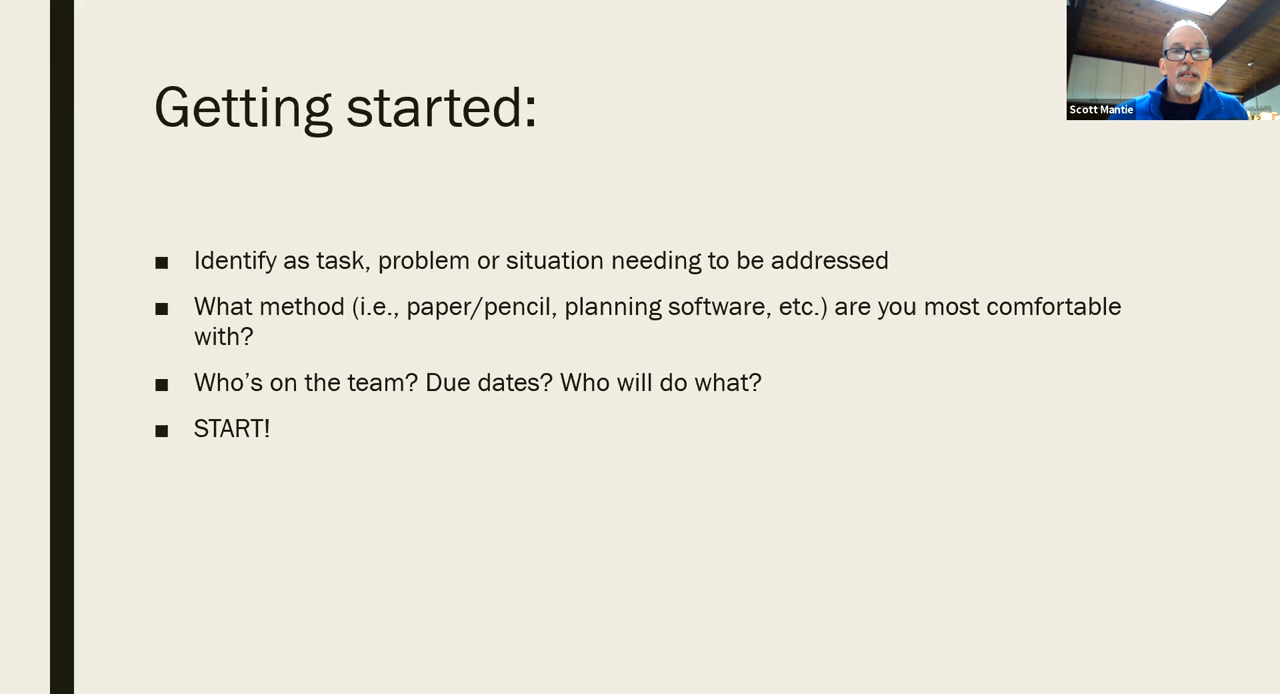 Getting started:
Scott Mantie
■ Identify as task, problem or situation needing to be addressed
■ What method (i.e., paper/pencil, planning software, etc.) are you most comfortable
with?
■ Who’s on the team? Due dates? Who will do what?
■ START!